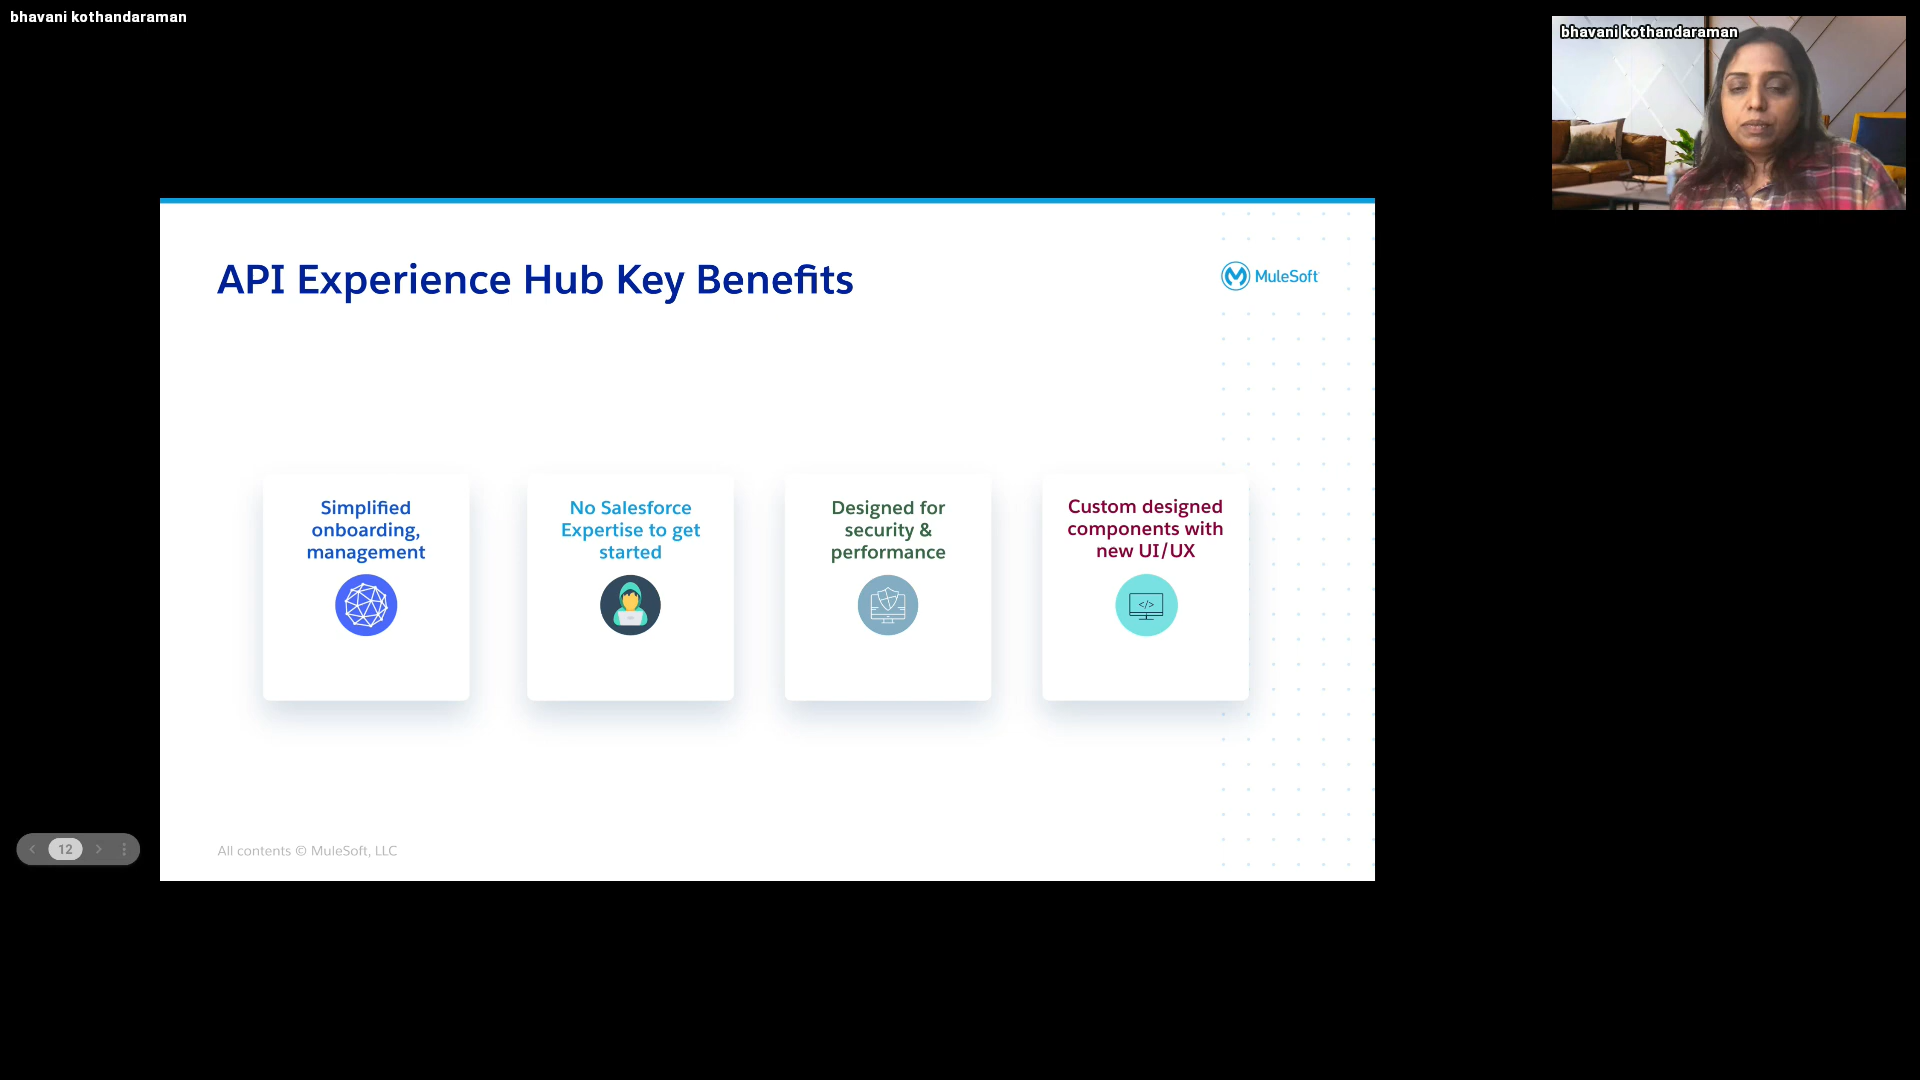 bhavani kothandaraman
bhavani kothandaraman
API Experience Hub Key Benefits
MuleSoft
Simplified
onboarding,
management
No Salesforce
Expertise to get
started
Designed for
security &
performance
Custom designed
components with
new UI/UX
</>
12
All contents © MuleSoft, LLC